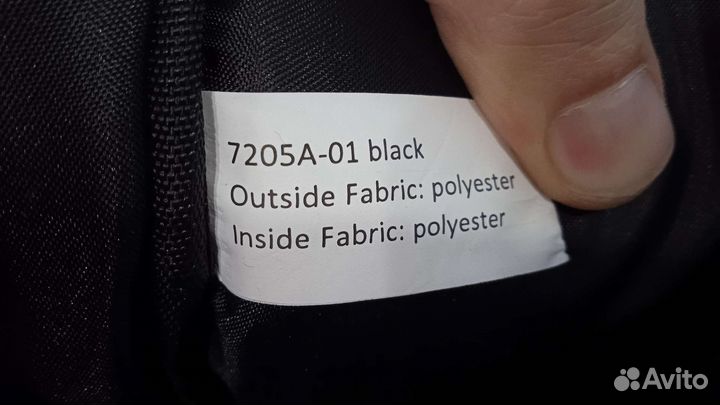 7205A-01 black
Outside Fabric: polyester
Inside Fabric: polyester
Avito